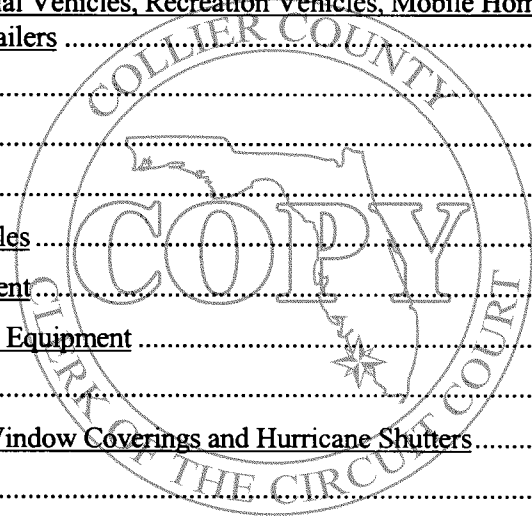 al Vehicles, Recreation Vehicles, Mobile Hom
ailers
les
ent
Equipment
Window Coverings and Hurricane Shutters
COLLIER COUNTY
COPY
CLERK OF THE CIRCUIT COURT